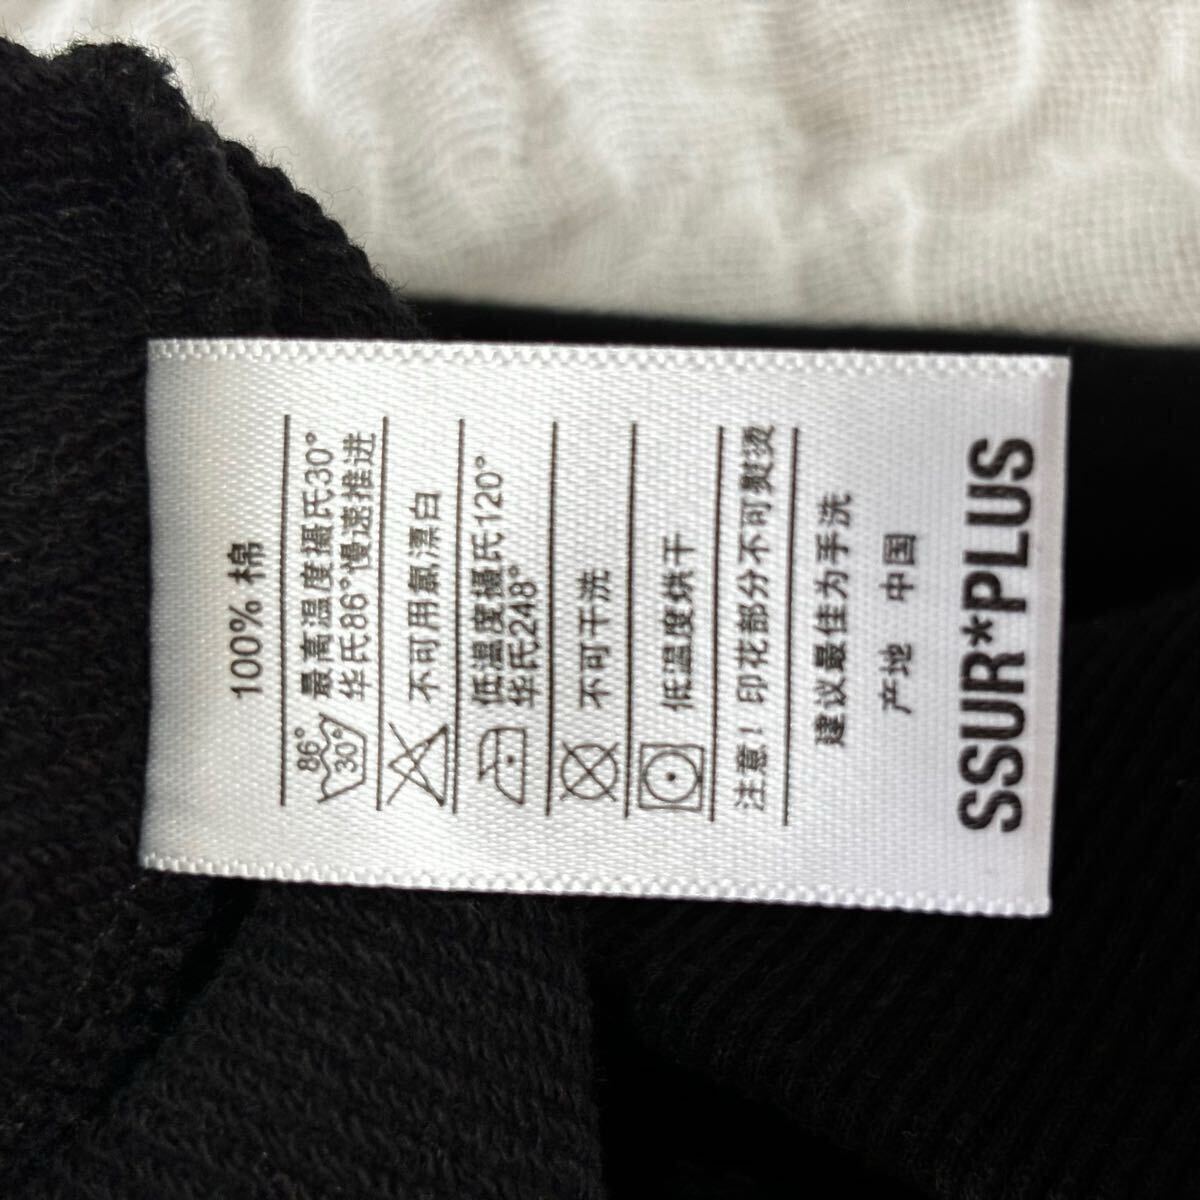 100% 棉
86°
30°
最高温度摄氏30°
华氏86°慢速推进
不可用氯漂白
低温度摄氏120°
华氏248°
不可干洗
低温度烘干
注意！印花部分不可熨烫
建议最佳为手洗
产地 中国
SSUR*PLUS